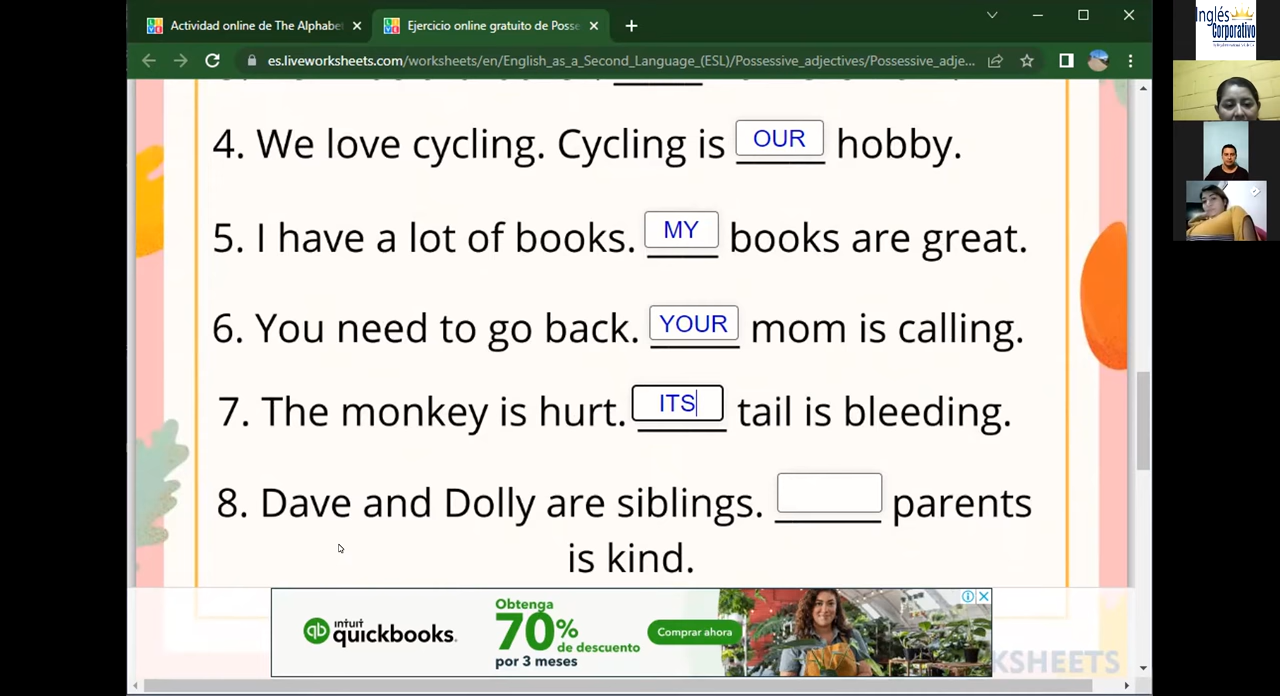 Actividad online de The Alphabet
Ejercicio online gratuito de Posse
es.liveworksheets.com/worksheets/en/English_as_a_Second_Language_(ESL)/Possessive_adjectives/Possessive_adje...
4. We love cycling. Cycling is OUR hobby.
5. I have a lot of books. MY books are great.
6. You need to go back. YOUR mom is calling.
7. The monkey is hurt. ITS tail is bleeding.
8. Dave and Dolly are siblings. parents
is kind.
intuit
quickbooks.
Obtenga
70%
de descuento
por 3 meses
Comprar ahora
KSHEETS
Inglés
Corporativo